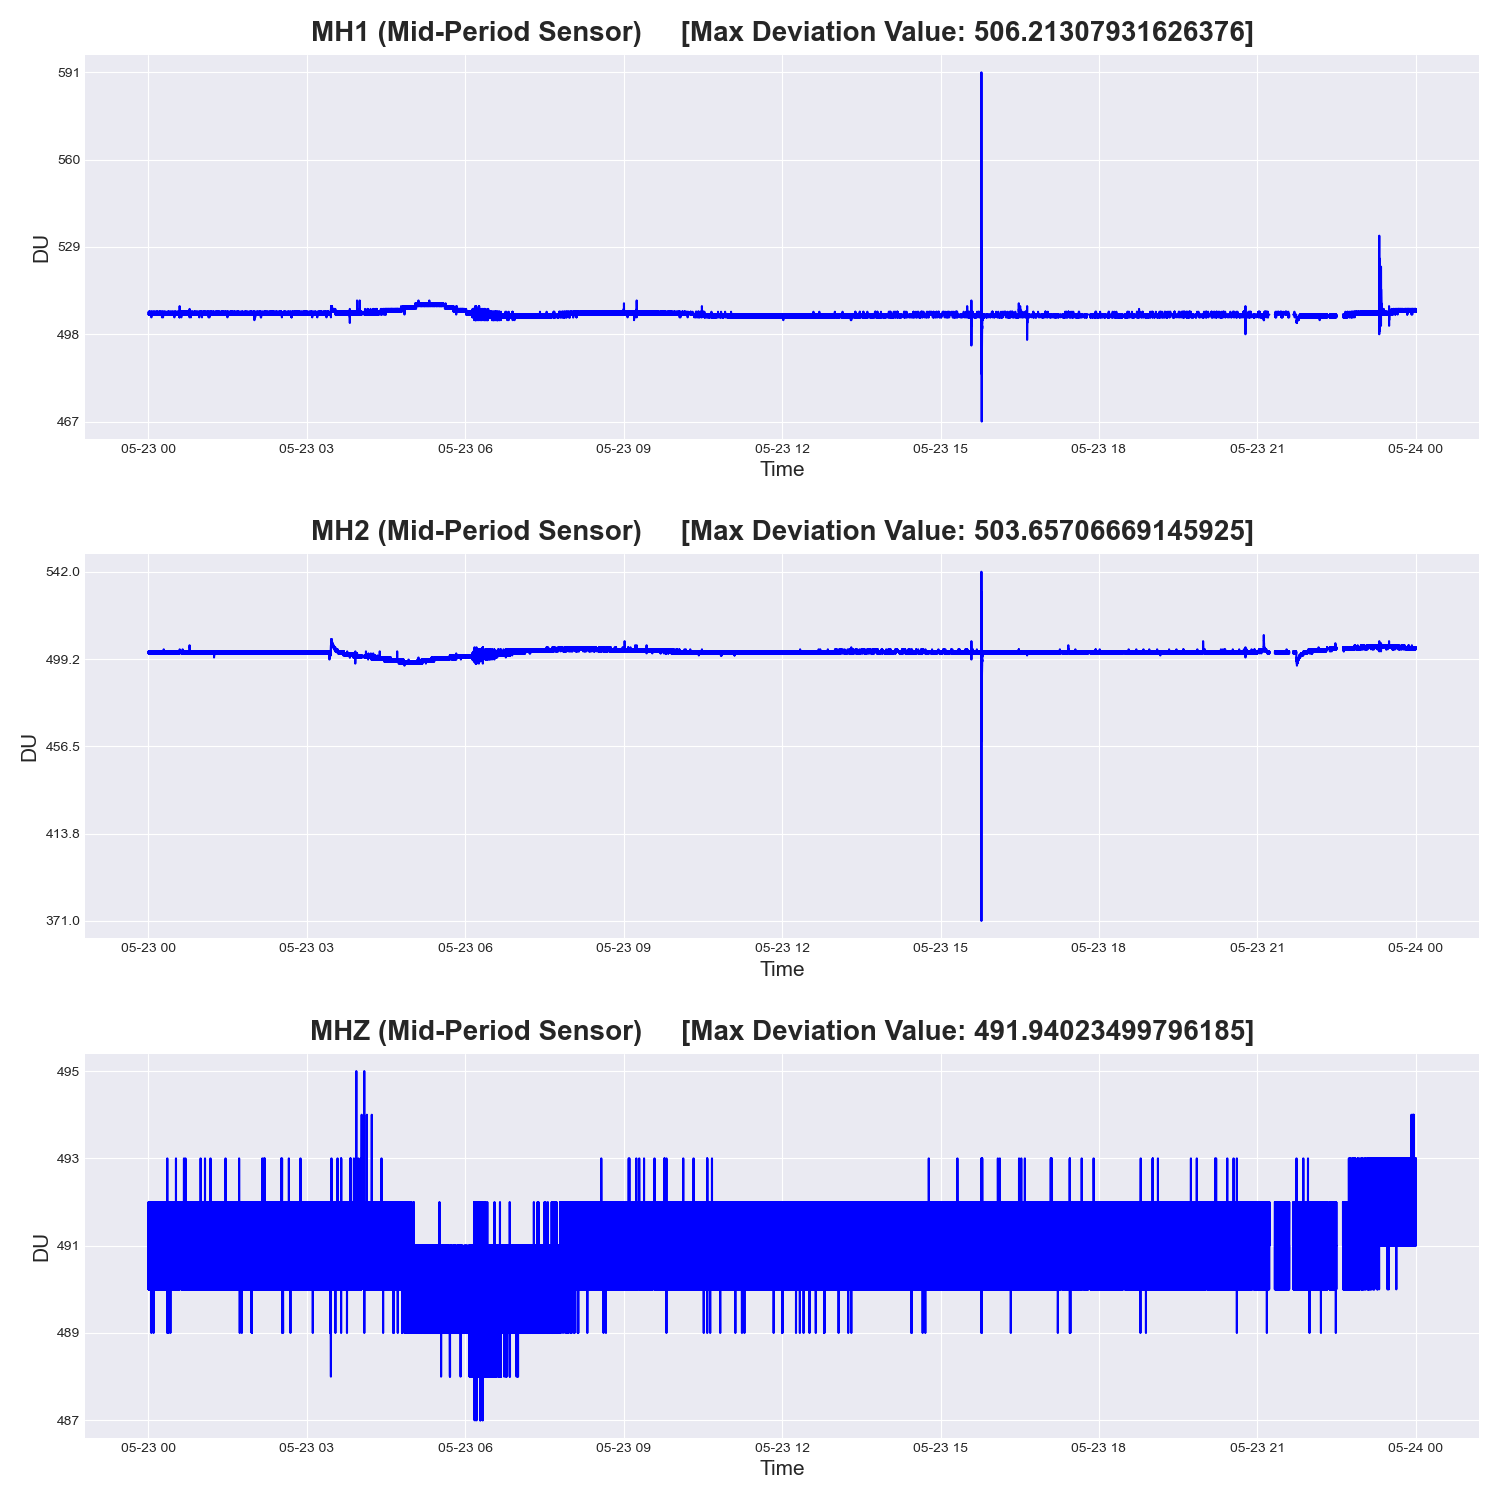 MH1 (Mid-Period Sensor) [Max Deviation Value: 506.21307931626376]
591
560
529
498
467
DU
05-23 00 05-23 03 05-23 06 05-23 09 05-23 12 05-23 15 05-23 18 05-23 21 05-24 00
Time
MH2 (Mid-Period Sensor) [Max Deviation Value: 503.65706669145925]
542.0
499.2
456.5
413.8
371.0
DU
05-23 00 05-23 03 05-23 06 05-23 09 05-23 12 05-23 15 05-23 18 05-23 21 05-24 00
Time
MHZ (Mid-Period Sensor) [Max Deviation Value: 491.94023499796185]
495
493
491
489
487
DU
05-23 00 05-23 03 05-23 06 05-23 09 05-23 12 05-23 15 05-23 18 05-23 21 05-24 00
Time